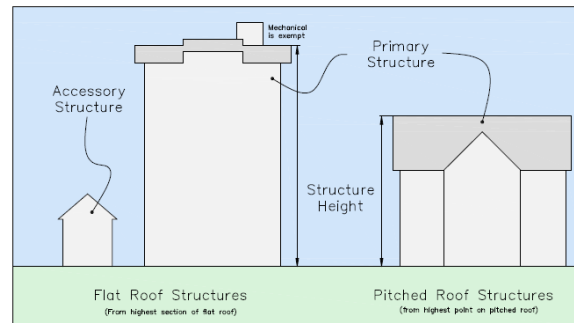 Mechanical
is exempt
Primary
Structure
Accessory
Structure
Structure
Height
Flat Roof Structures
(From highest section of flat roof)
Pitched Roof Structures
(from highest point on pitched roof)